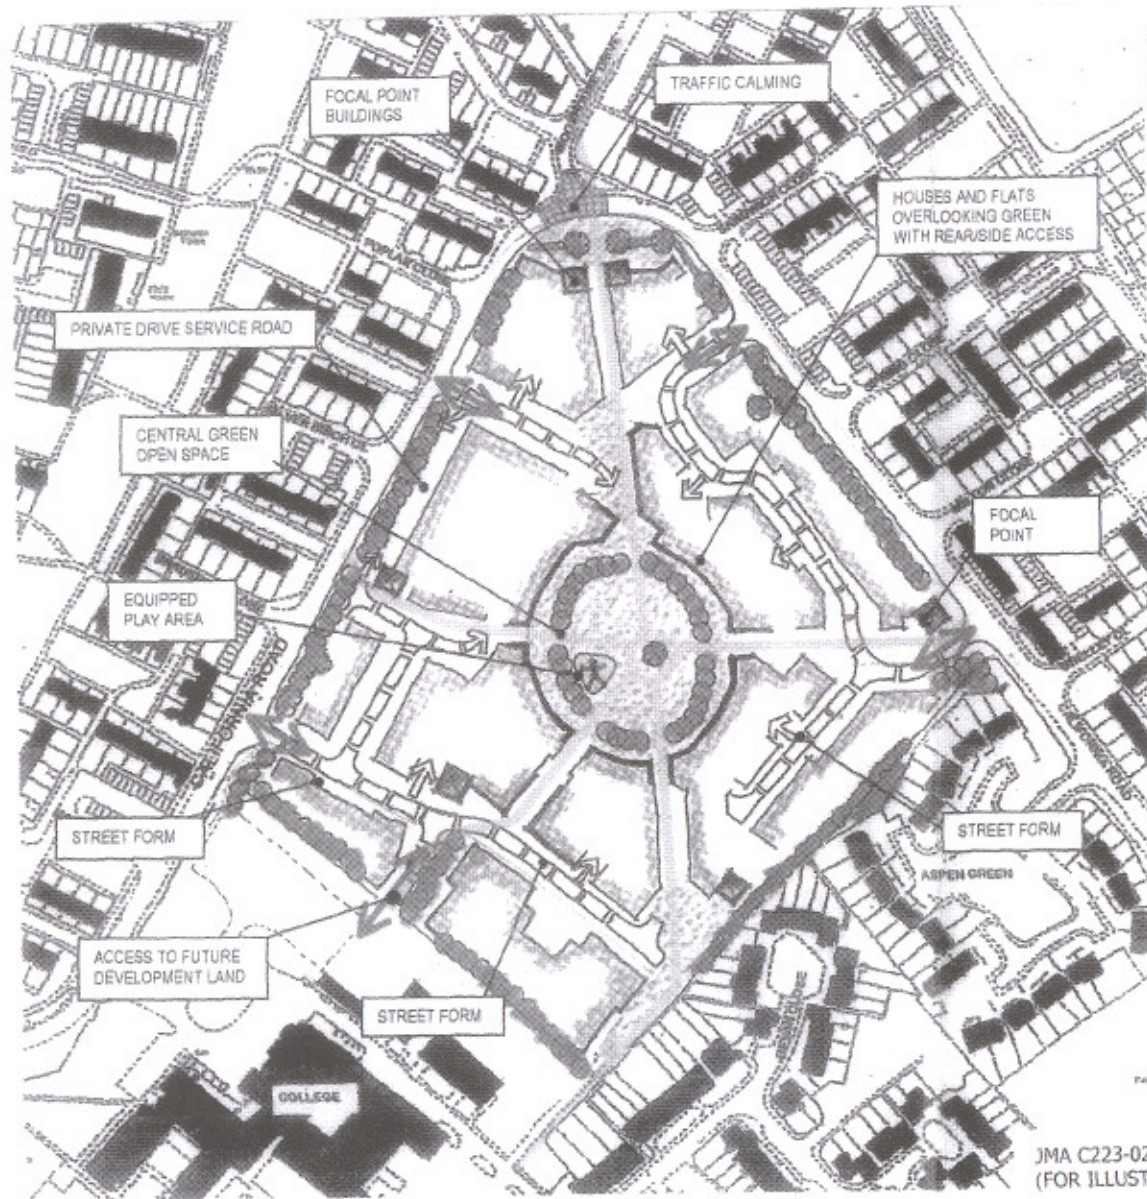 TRAFFIC CALMING
FOCAL POINT
BUILDINGS
HOUSES AND FLATS
OVERLOOKING GREEN
WITH REAR/SIDE ACCESS
PRIVATE DRIVE SERVICE ROAD
CENTRAL GREEN
OPEN SPACE
FOCAL
POINT
EQUIPPED
PLAY AREA
ROAD
STREET FORM
STREET FORM
ASPEN GREEN
ACCESS TO FUTURE
DEVELOPMENT LAND
STREET FORM
COLLEGE
JMA C223-02
(FOR ILLUST